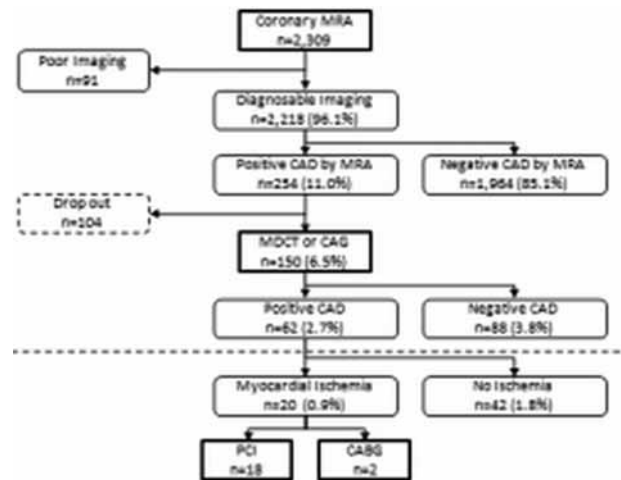 Coronary MRA
n=2,309
Poor Imaging
n=91
Diagnosable Imaging
n=2,218 (96.1%)
Positive CAD by MRA
n=254 (11.0%)
Negative CAD by MRA
n=1,964 (85.1%)
Drop out
n=104
MDCT or CAG
n=150 (6.5%)
Positive CAD
n=62 (2.7%)
Negative CAD
n=88 (3.8%)
Myocardial Ischemia
n=20 (0.9%)
No Ischemia
n=42 (1.8%)
PCI
n=18
CABG
n=2